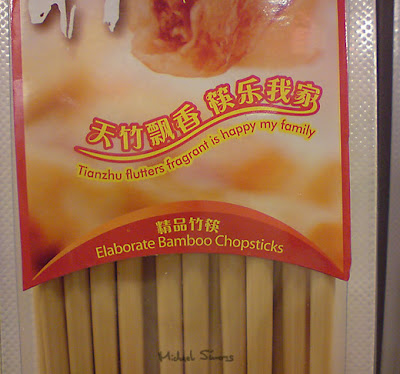 天竹飘香 筷乐我家
Tianzhu flutters fragrant is happy my family
精品竹筷
Elaborate Bamboo Chopsticks